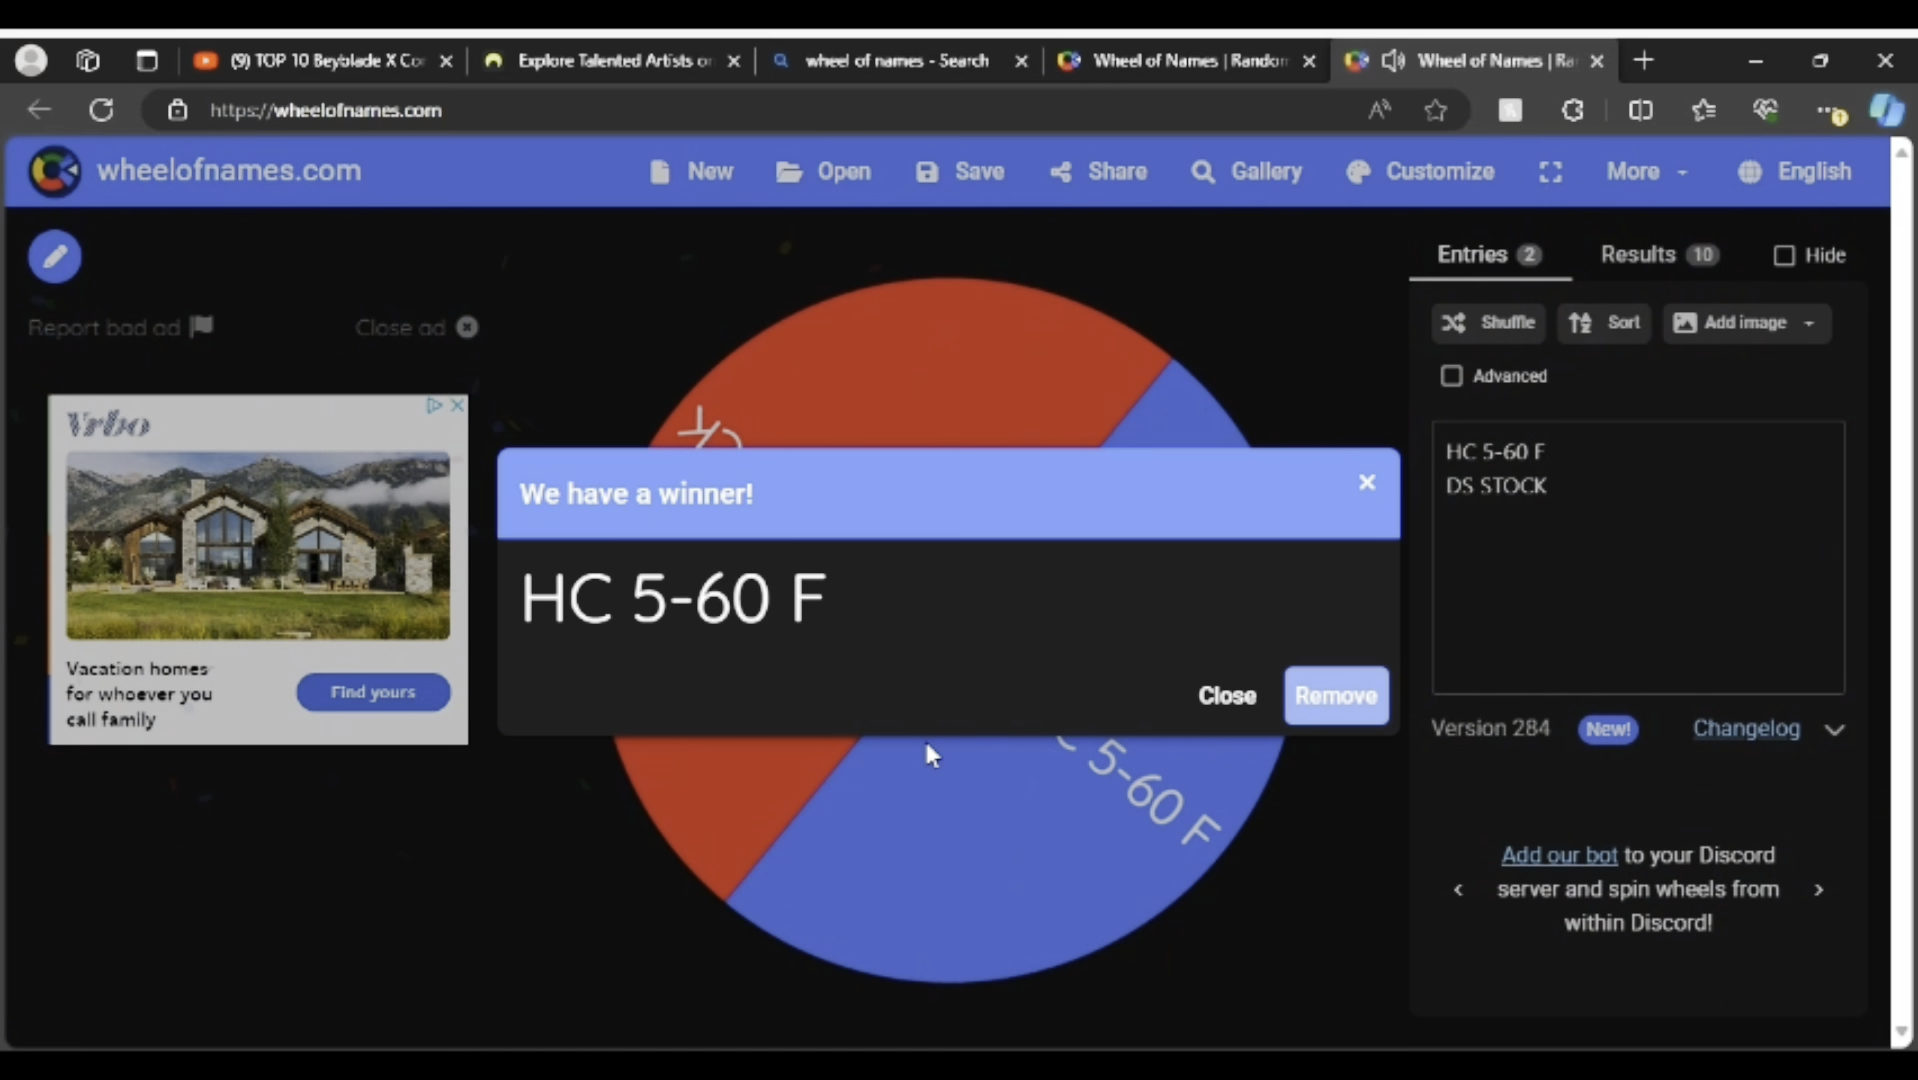 (9) TOP 10 Beyblade X Co
Explore Talented Artists o
wheel of names - Search
Wheel of Names | Random
Wheel of Names | Ra
https://wheelofnames.com
wheelofnames.com
New
Open
Save
Share
Gallery
Customize
More
English
Entries 2
Results 10
Hide
Report bad ad
Close ad
Shuffle
Sort
Add image
Advanced
Vrbo
HC 5-60 F
DS STOCK
We have a winner!
HC 5-60 F
Close
Remove
Vacation homes
for whoever you
call family
Find yours
Version 284
New!
Changelog
C 5-60 F
Add our bot to your Discord
server and spin wheels from
within Discord!